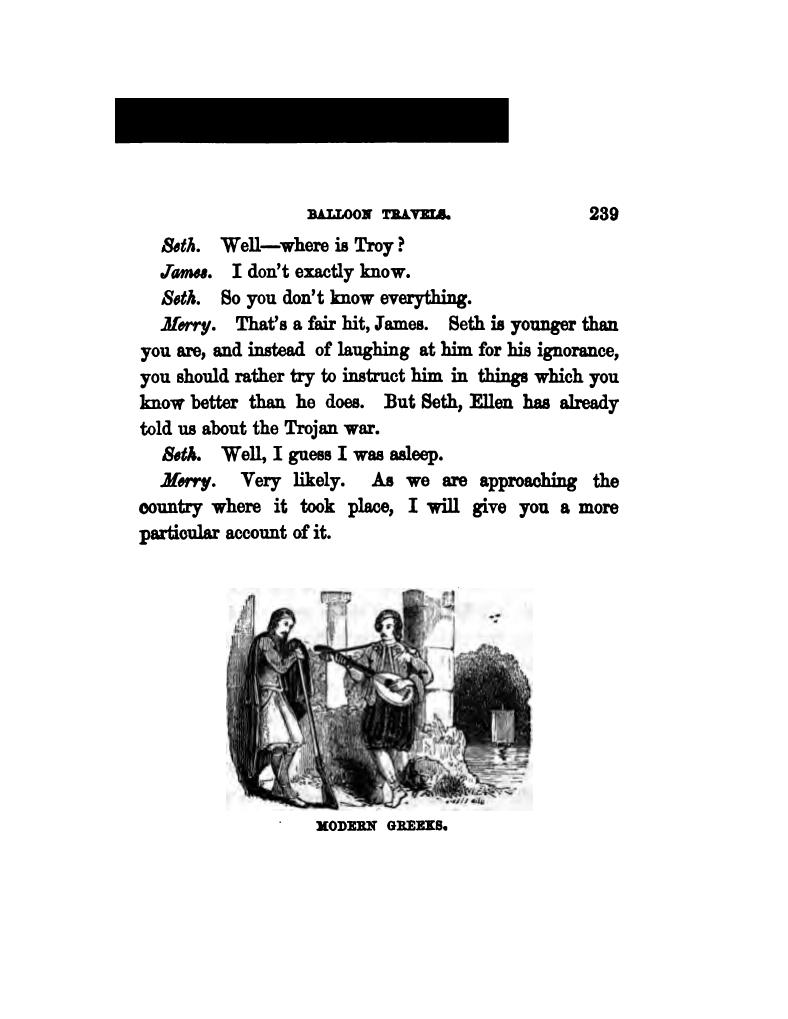 BALLOON TRAVELS. 239
Seth. Well—where is Troy?
James. I don't exactly know.
Seth. So you don't know everything.
Merry. That's a fair hit, James. Seth is younger than
you are, and instead of laughing at him for his ignorance,
you should rather try to instruct him in things which you
know better than he does. But Seth, Ellen has already
told us about the Trojan war.
Seth. Well, I guess I was asleep.
Merry. Very likely. As we are approaching the
country where it took place, I will give you a more
particular account of it.
MODERN GREEKS.